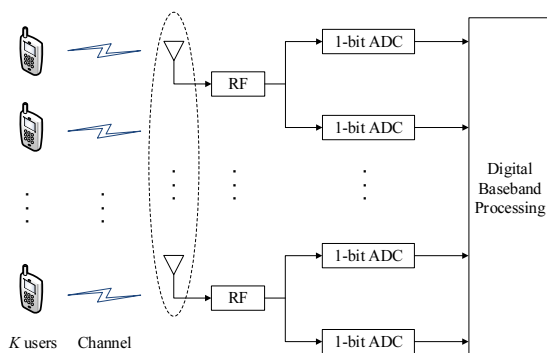 1-bit ADC
RF
1-bit ADC
Digital
Baseband
Processing
1-bit ADC
RF
1-bit ADC
K users
Channel